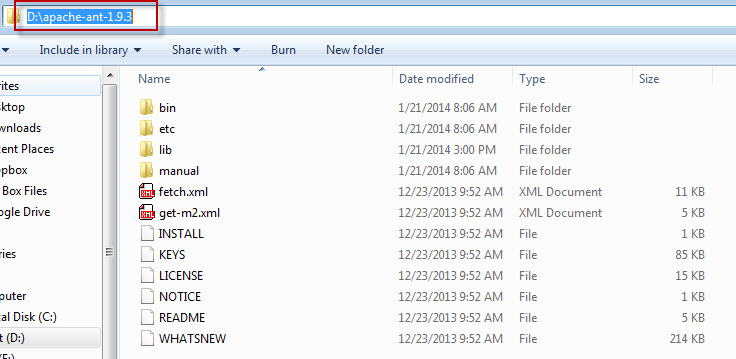 D:\apache-ant-1.9.3
Include in library Share with Burn New folder
Name Date modified Type Size
rites
sktop
wnloads
cent Places
pbox
Box Files
ogle Drive
ries
puter
al Disk (C:)
t (D:)
bin 1/21/2014 8:06 AM File folder
etc 1/21/2014 8:06 AM File folder
lib 1/21/2014 3:00 PM File folder
manual 1/21/2014 8:06 AM File folder
fetch.xml 12/23/2013 9:52 AM XML Document 11 KB
get-m2.xml 12/23/2013 9:52 AM XML Document 5 KB
INSTALL 12/23/2013 9:52 AM File 1 KB
KEYS 12/23/2013 9:52 AM File 85 KB
LICENSE 12/23/2013 9:52 AM File 15 KB
NOTICE 12/23/2013 9:52 AM File 1 KB
README 12/23/2013 9:52 AM File 5 KB
WHATSNEW 12/23/2013 9:52 AM File 214 KB